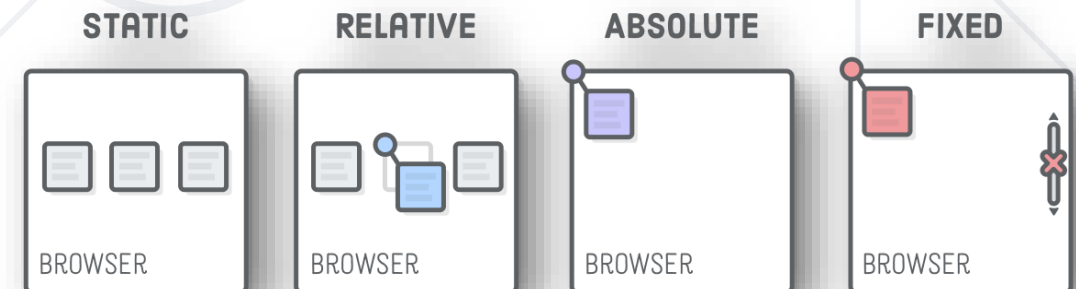 STATIC
RELATIVE
ABSOLUTE
FIXED
BROWSER
BROWSER
BROWSER
BROWSER